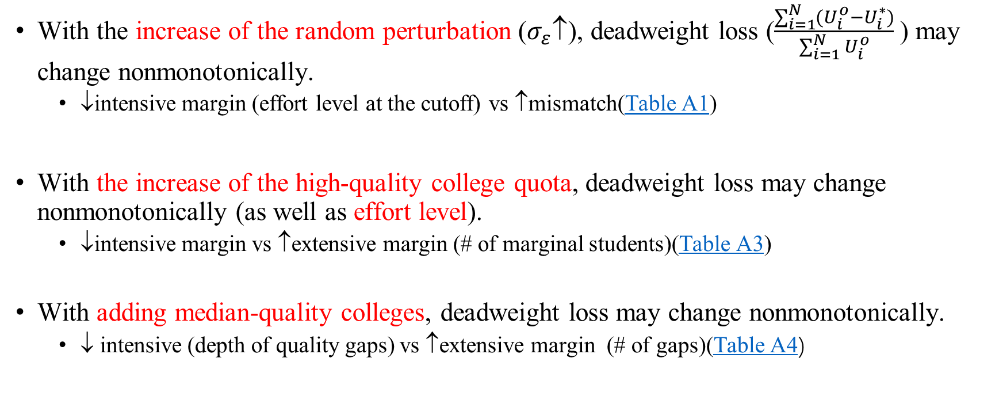 • With the increase of the random perturbation (σ_ε↑), deadweight loss (\frac{\sum_{i=1}^{N}(U_i^o−U_i^*)}{\sum_{i=1}^{N} U_i^o}) may
change nonmonotonically.
• ↓intensive margin (effort level at the cutoff) vs ↑mismatch(Table A1)
• With the increase of the high-quality college quota, deadweight loss may change
nonmonotonically (as well as effort level).
• ↓intensive margin vs ↑extensive margin (# of marginal students)(Table A3)
• With adding median-quality colleges, deadweight loss may change nonmonotonically.
• ↓ intensive (depth of quality gaps) vs ↑extensive margin (# of gaps)(Table A4)